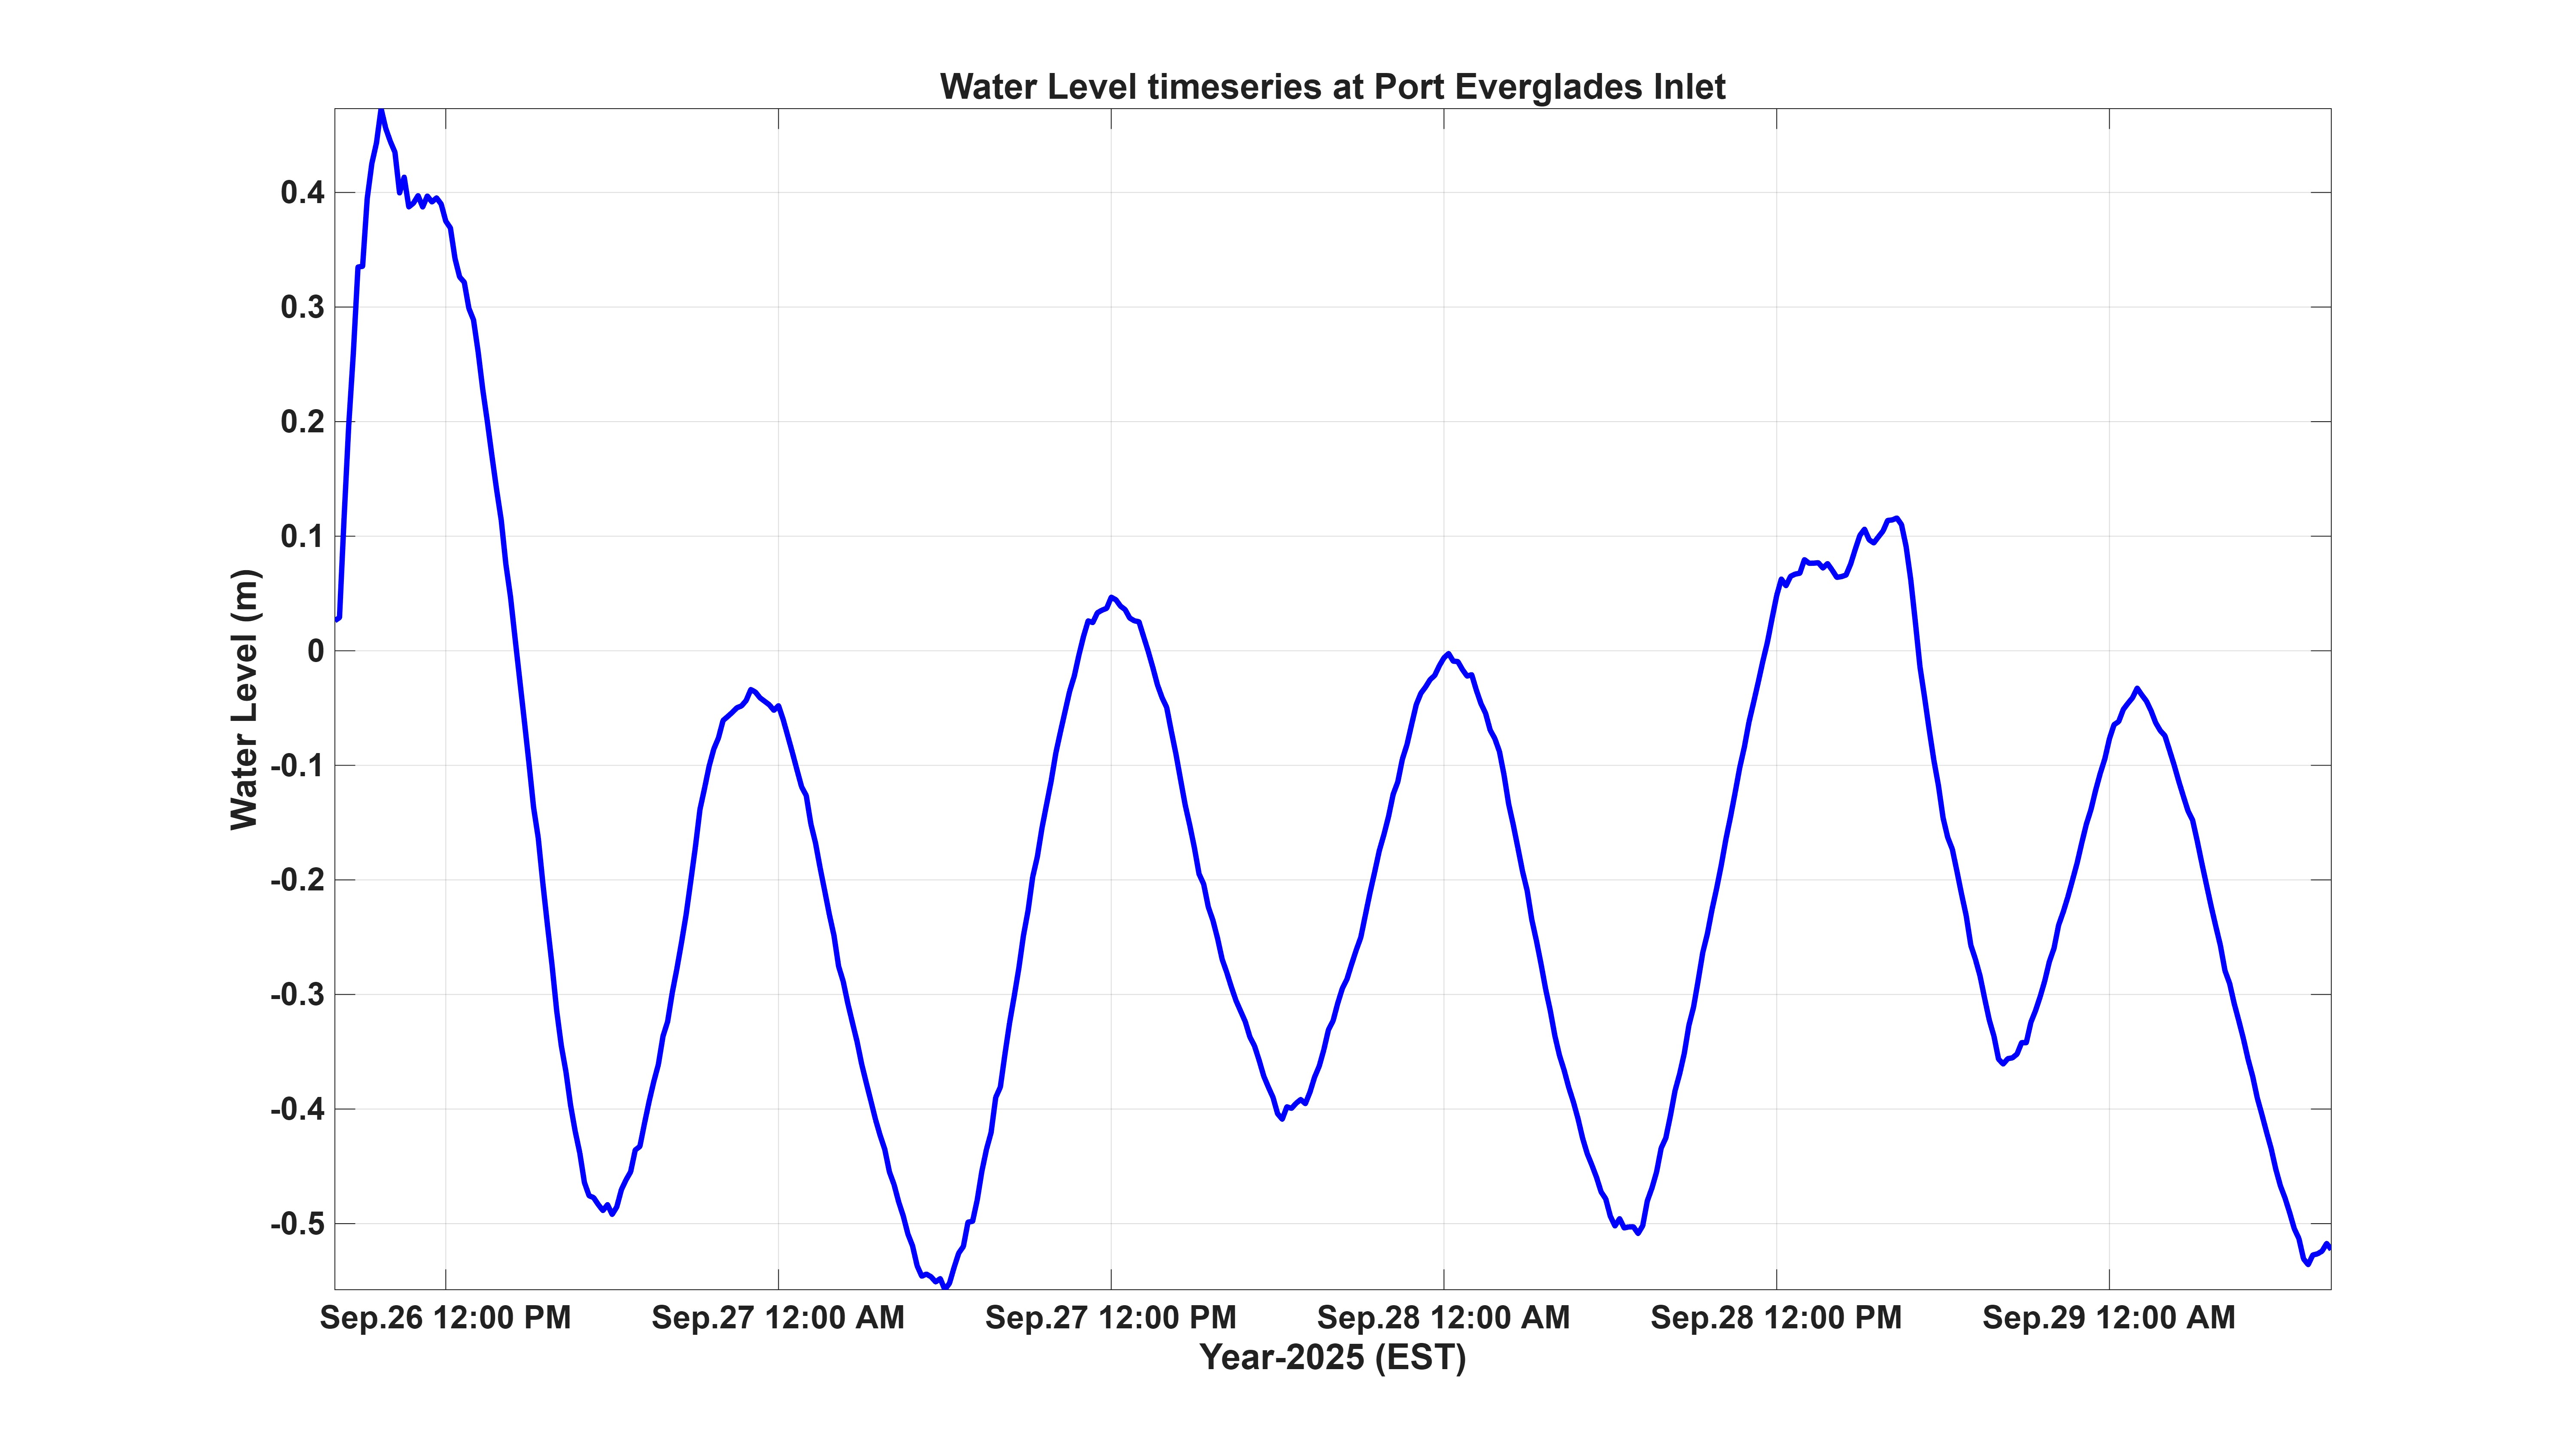 Water Level timeseries at Port Everglades Inlet
0.4
0.3
0.2
0.1
0
-0.1
-0.2
-0.3
-0.4
-0.5
Water Level (m)
Sep.26 12:00 PM Sep.27 12:00 AM Sep.27 12:00 PM Sep.28 12:00 AM Sep.28 12:00 PM Sep.29 12:00 AM
Year-2025 (EST)